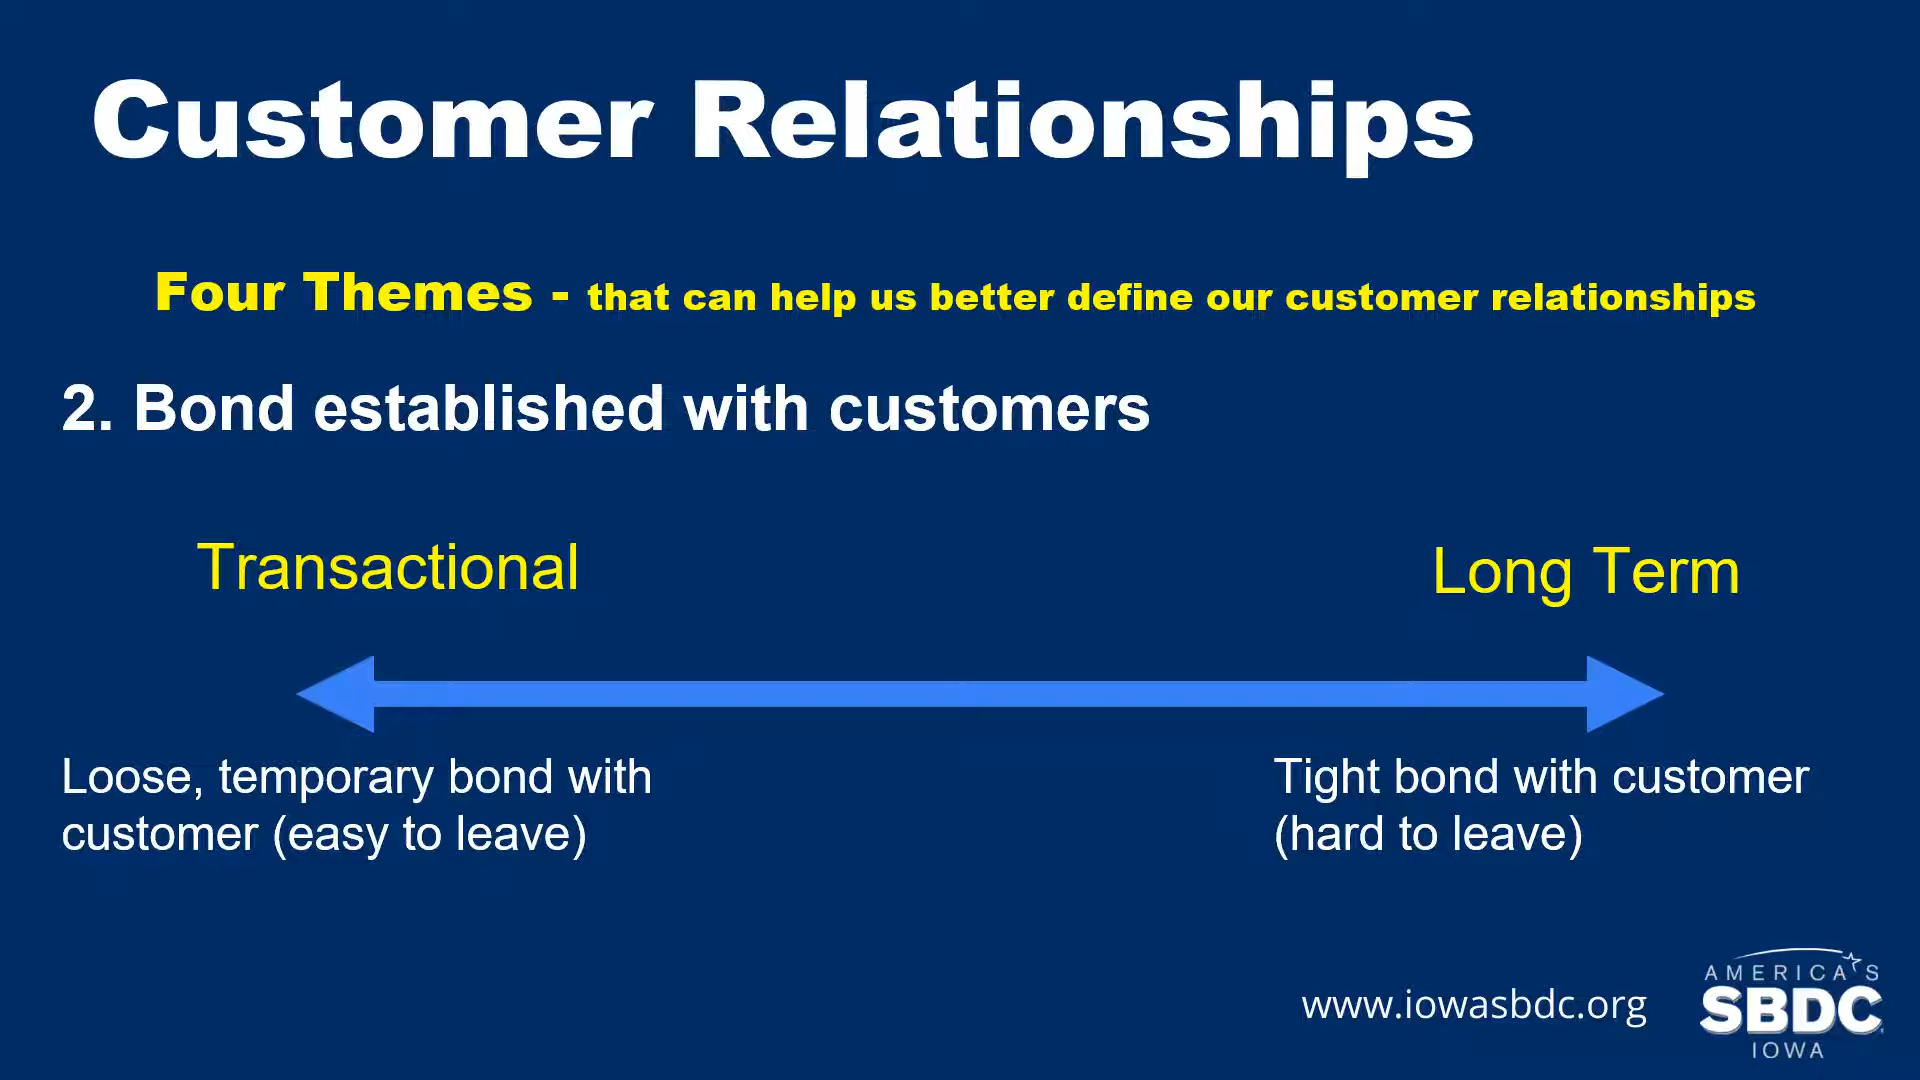 Customer Relationships
Four Themes - that can help us better define our customer relationships
2. Bond established with customers
Transactional
Long Term
Loose, temporary bond with
customer (easy to leave)
Tight bond with customer
(hard to leave)
www.iowasbdc.org
AMERICA'S
SBDC
IOWA